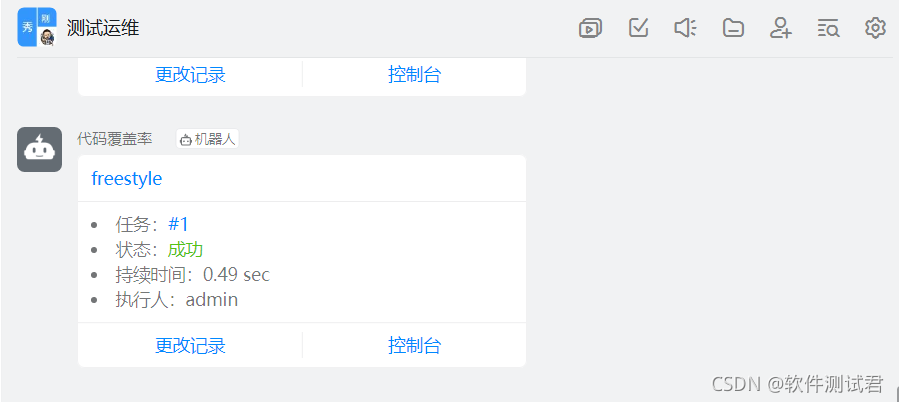 秀 刚
测试运维
更改记录 控制台
代码覆盖率 机器人
freestyle
任务：#1
状态：成功
持续时间：0.49 sec
执行人：admin
更改记录 控制台
CSDN @软件测试君